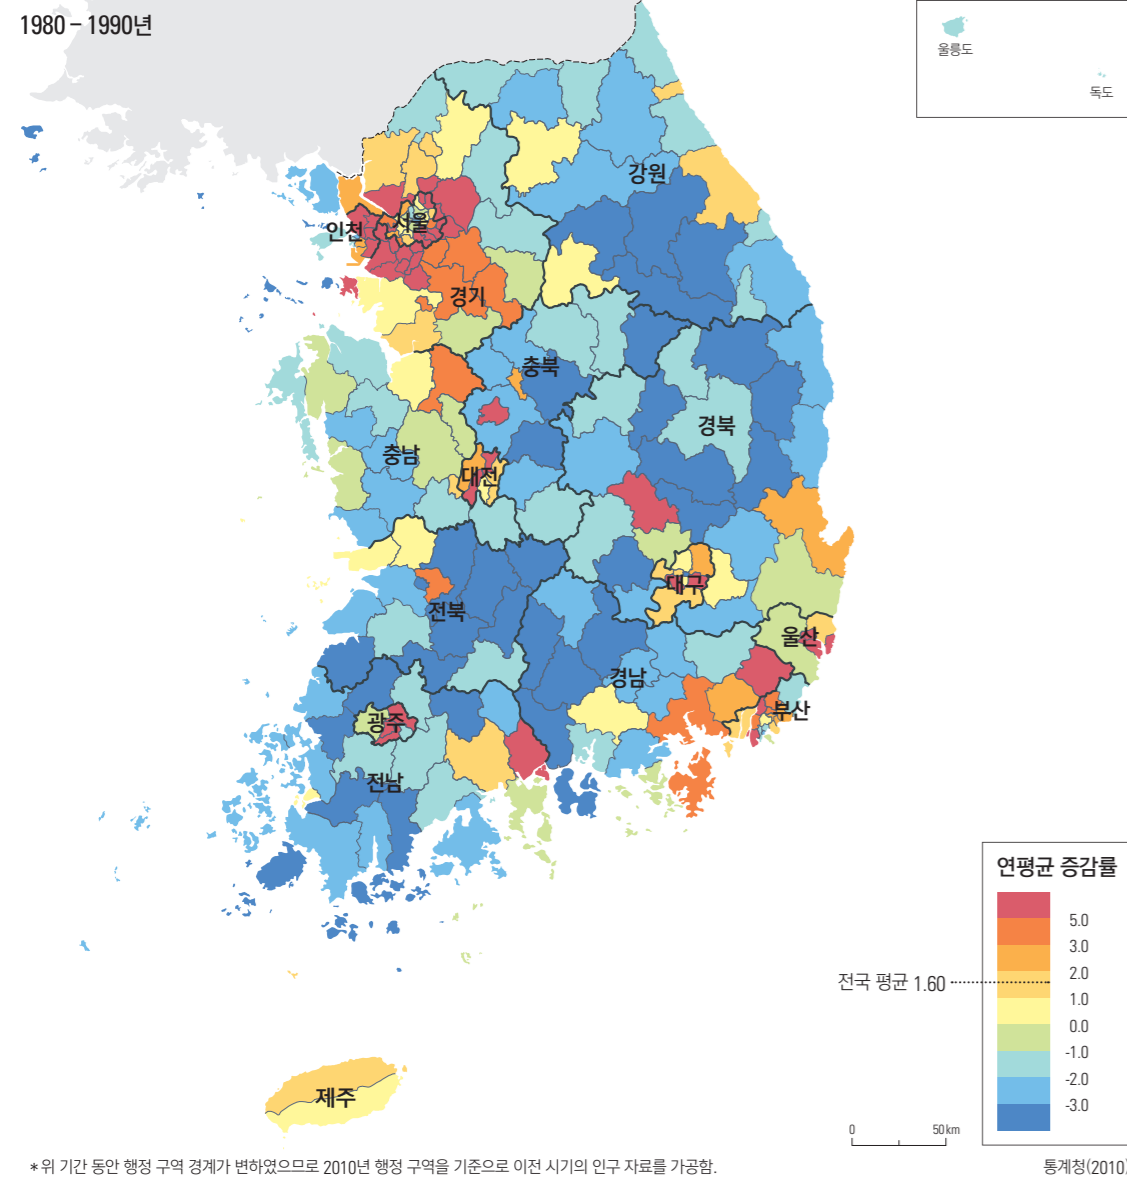 1980 – 1990년
울릉도
독도
강원
서울
인천
경기
충북
경북
충남
대전
대구
전북
울산
경남
부산
광주
전남
제주
연평균 증감률
5.0
3.0
2.0
전국 평균 1.60
1.0
0.0
-1.0
-2.0
-3.0
0 50 km
* 위 기간 동안 행정 구역 경계가 변하였으므로 2010년 행정 구역을 기준으로 이전 시기의 인구 자료를 가공함.
통계청(2010)